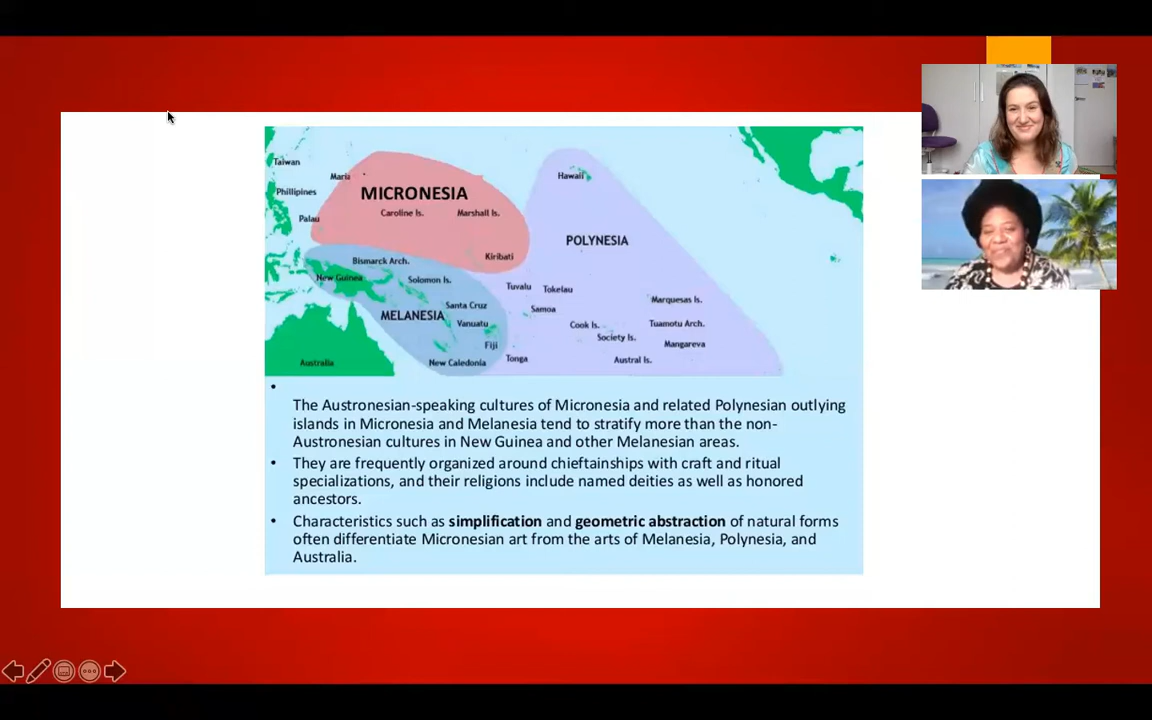 Taiwan
Maria
Phillipines
MICRONESIA
Hawaii
Palau
Caroline Is.
Marshall Is.
POLYNESIA
Bismarck Arch.
Kiribati
New Guinea
Solomon Is.
Tuvalu
Tokelau
Santa Cruz
Marquesas Is.
MELANESIA
Samoa
Vanuatu
Cook Is.
Tuamotu Arch.
Society Is.
Fiji
Mangareva
Australia
New Caledonia
Tonga
Austral Is.
The Austronesian-speaking cultures of Micronesia and related Polynesian outlying
islands in Micronesia and Melanesia tend to stratify more than the non-
Austronesian cultures in New Guinea and other Melanesian areas.
• They are frequently organized around chieftainships with craft and ritual
specializations, and their religions include named deities as well as honored
ancestors.
• Characteristics such as simplification and geometric abstraction of natural forms
often differentiate Micronesian art from the arts of Melanesia, Polynesia, and
Australia.